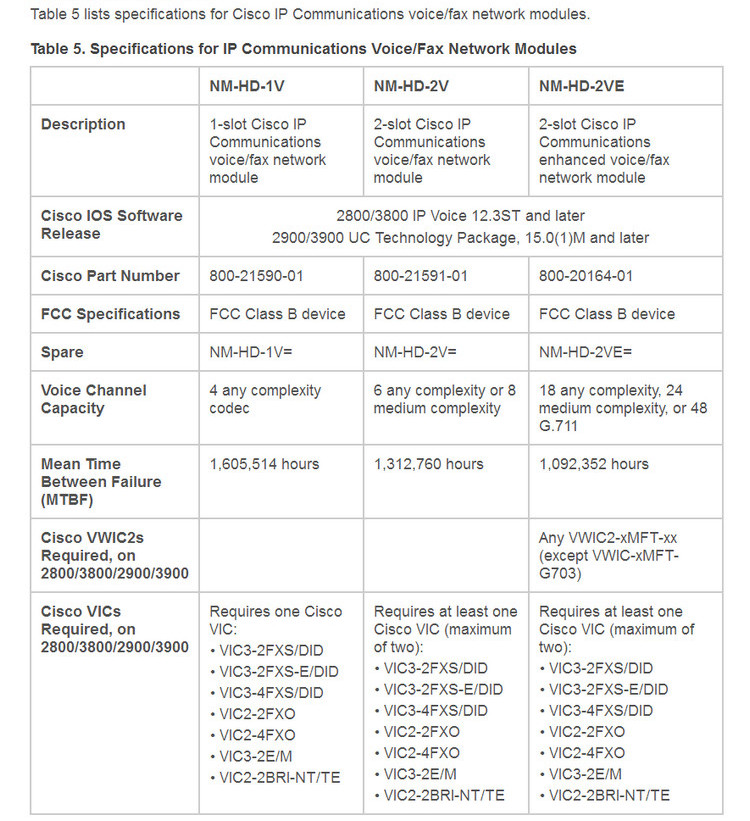 Table 5 lists specifications for Cisco IP Communications voice/fax network modules.
Table 5. Specifications for IP Communications Voice/Fax Network Modules
NM-HD-1V NM-HD-2V NM-HD-2VE
Description
1-slot Cisco IP
Communications
voice/fax network
module
2-slot Cisco IP
Communications
voice/fax network
module
2-slot Cisco IP
Communications
enhanced voice/fax
network module
Cisco IOS Software
Release
2800/3800 IP Voice 12.3ST and later
2900/3900 UC Technology Package, 15.0(1)M and later
Cisco Part Number 800-21590-01 800-21591-01 800-20164-01
FCC Specifications FCC Class B device FCC Class B device FCC Class B device
Spare NM-HD-1V= NM-HD-2V= NM-HD-2VE=
Voice Channel
Capacity
4 any complexity
codec
6 any complexity or 8
medium complexity
18 any complexity, 24
medium complexity, or 48
G.711
Mean Time
Between Failure
(MTBF)
1,605,514 hours 1,312,760 hours 1,092,352 hours
Cisco VWIC2s
Required, on
2800/3800/2900/3900
Any VWIC2-xMFT-xx
(except VWIC-xMFT-
G703)
Cisco VICs
Required, on
2800/3800/2900/3900
Requires one Cisco
VIC:
• VIC3-2FXS/DID
• VIC3-2FXS-E/DID
• VIC3-4FXS/DID
• VIC2-2FXO
• VIC2-4FXO
• VIC3-2E/M
• VIC2-2BRI-NT/TE
Requires at least one
Cisco VIC (maximum
of two):
• VIC3-2FXS/DID
• VIC3-2FXS-E/DID
• VIC3-4FXS/DID
• VIC2-2FXO
• VIC2-4FXO
• VIC3-2E/M
• VIC2-2BRI-NT/TE
Requires at least one
Cisco VIC (maximum of
two):
• VIC3-2FXS/DID
• VIC3-2FXS-E/DID
• VIC3-4FXS/DID
• VIC2-2FXO
• VIC2-4FXO
• VIC3-2E/M
• VIC2-2BRI-NT/TE